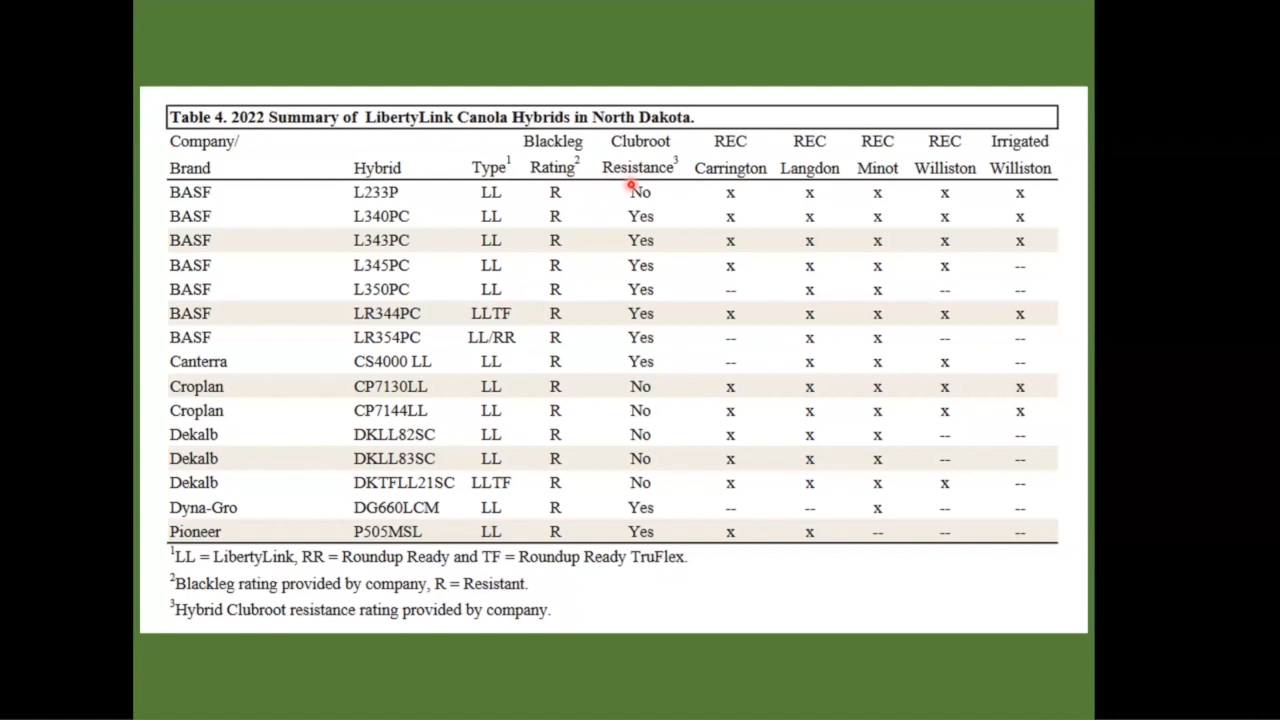 Table 4. 2022 Summary of LibertyLink Canola Hybrids in North Dakota.
Company/ Blackleg Clubroot REC REC REC REC Irrigated
Brand Hybrid Type1 Rating2 Resistance3 Carrington Langdon Minot Williston Williston
BASF L233P LL R No x x x x x
BASF L340PC LL R Yes x x x x x
BASF L343PC LL R Yes x x x x x
BASF L345PC LL R Yes x x x x --
BASF L350PC LL R Yes -- x x -- --
BASF LR344PC LLTF R Yes x x x x x
BASF LR354PC LL/RR R Yes -- x x -- --
Canterra CS4000 LL LL R Yes -- x x x --
Croplan CP7130LL LL R No x x x x x
Croplan CP7144LL LL R No x x x x x
Dekalb DKLL82SC LL R No x x x -- --
Dekalb DKLL83SC LL R No x x x -- --
Dekalb DKTFLL21SC LLTF R No x x x x --
Dyna-Gro DG660LCM LL R Yes -- -- x -- --
Pioneer P505MSL LL R Yes x x -- -- --
1LL = LibertyLink, RR = Roundup Ready and TF = Roundup Ready TruFlex.
2Blackleg rating provided by company, R = Resistant.
3Hybrid Clubroot resistance rating provided by company.